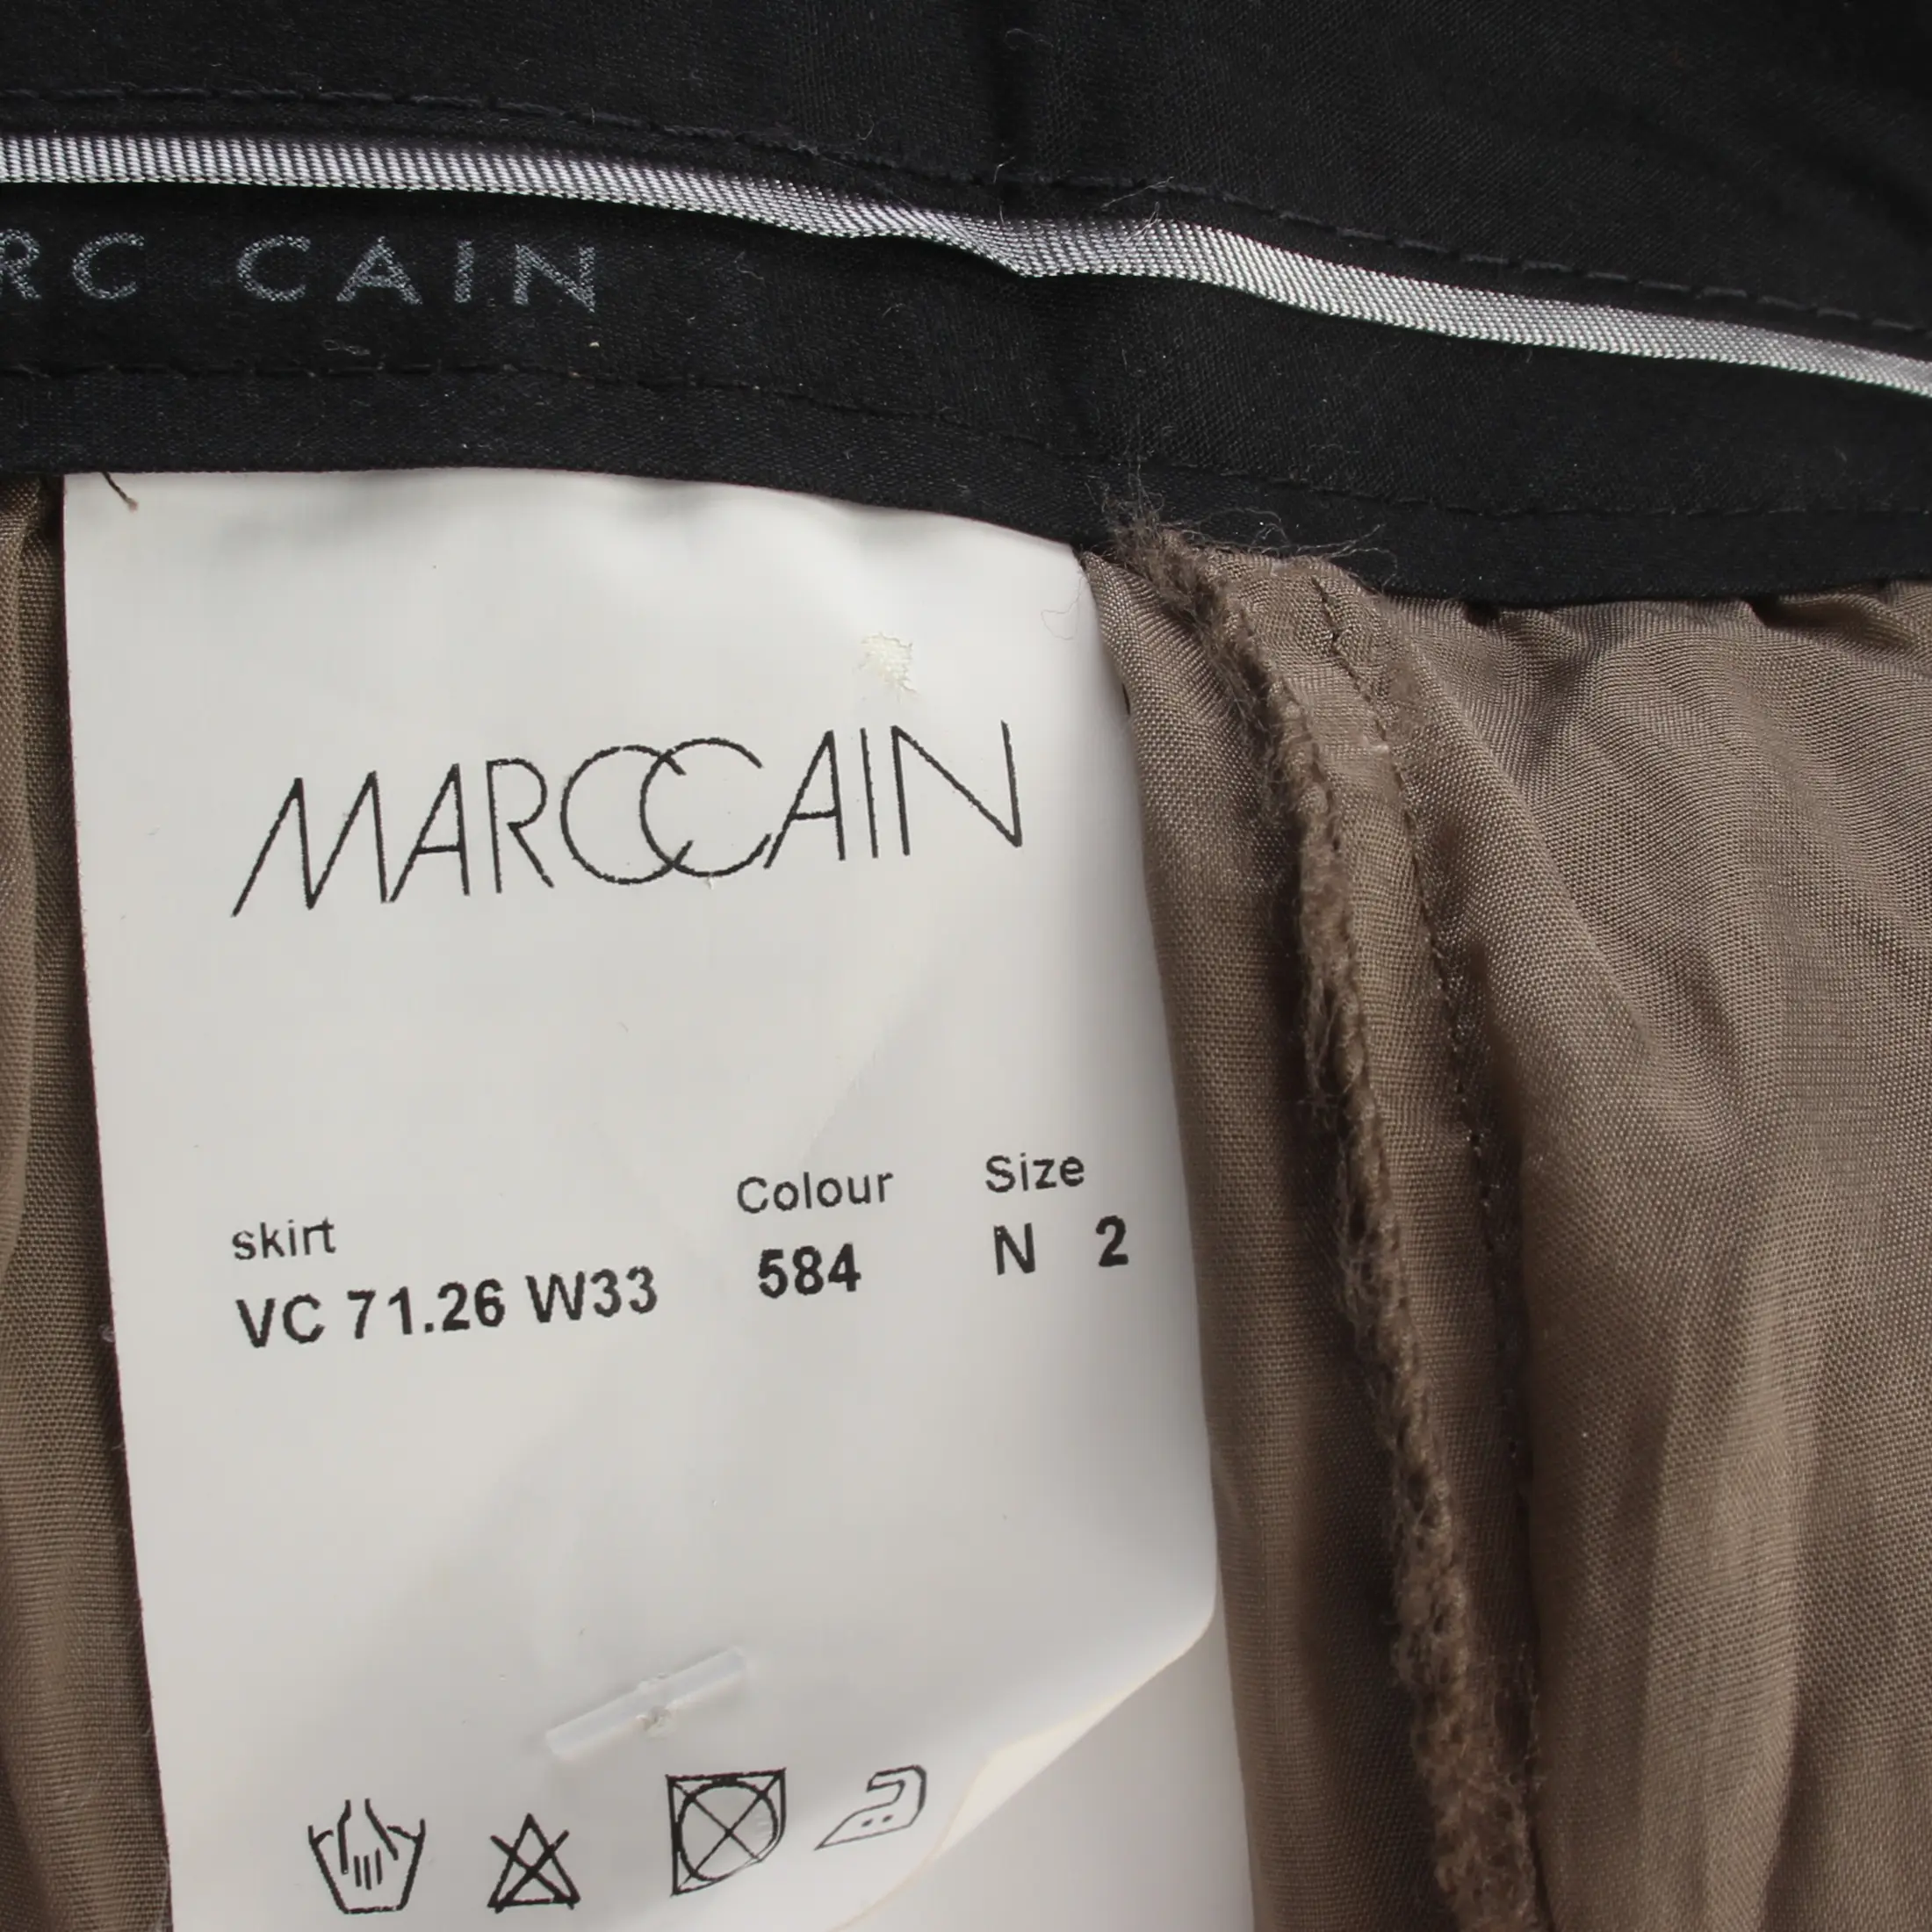 RC CAIN
MARCCAIN
skirt Colour Size
VC 71.26 W33 584 N 2